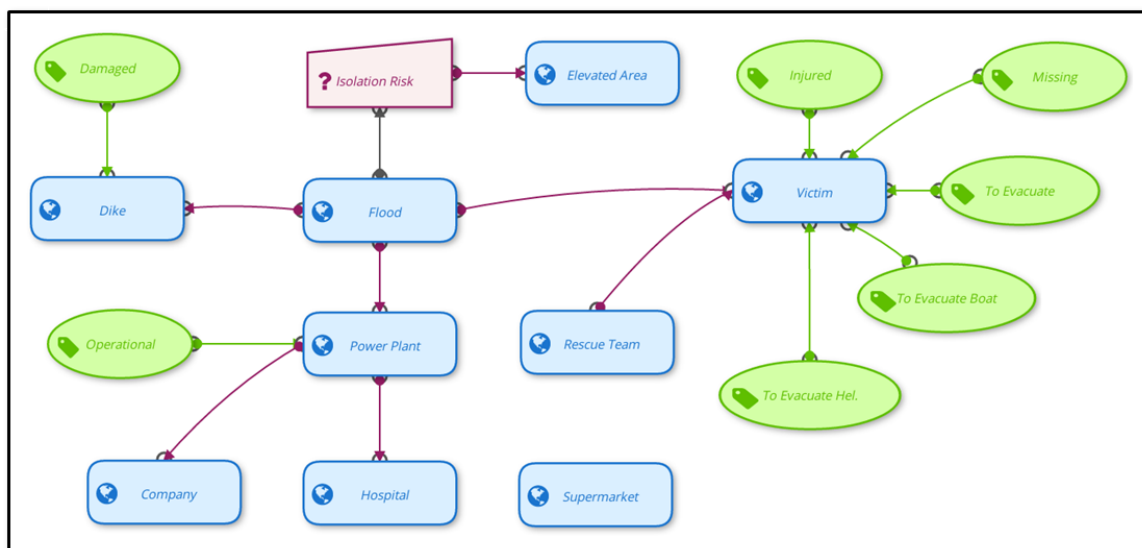 Damaged
? Isolation Risk
Elevated Area
Injured
Missing
Dike
Flood
Victim
To Evacuate
To Evacuate Boat
Operational
Power Plant
Rescue Team
To Evacuate Hel.
Company
Hospital
Supermarket